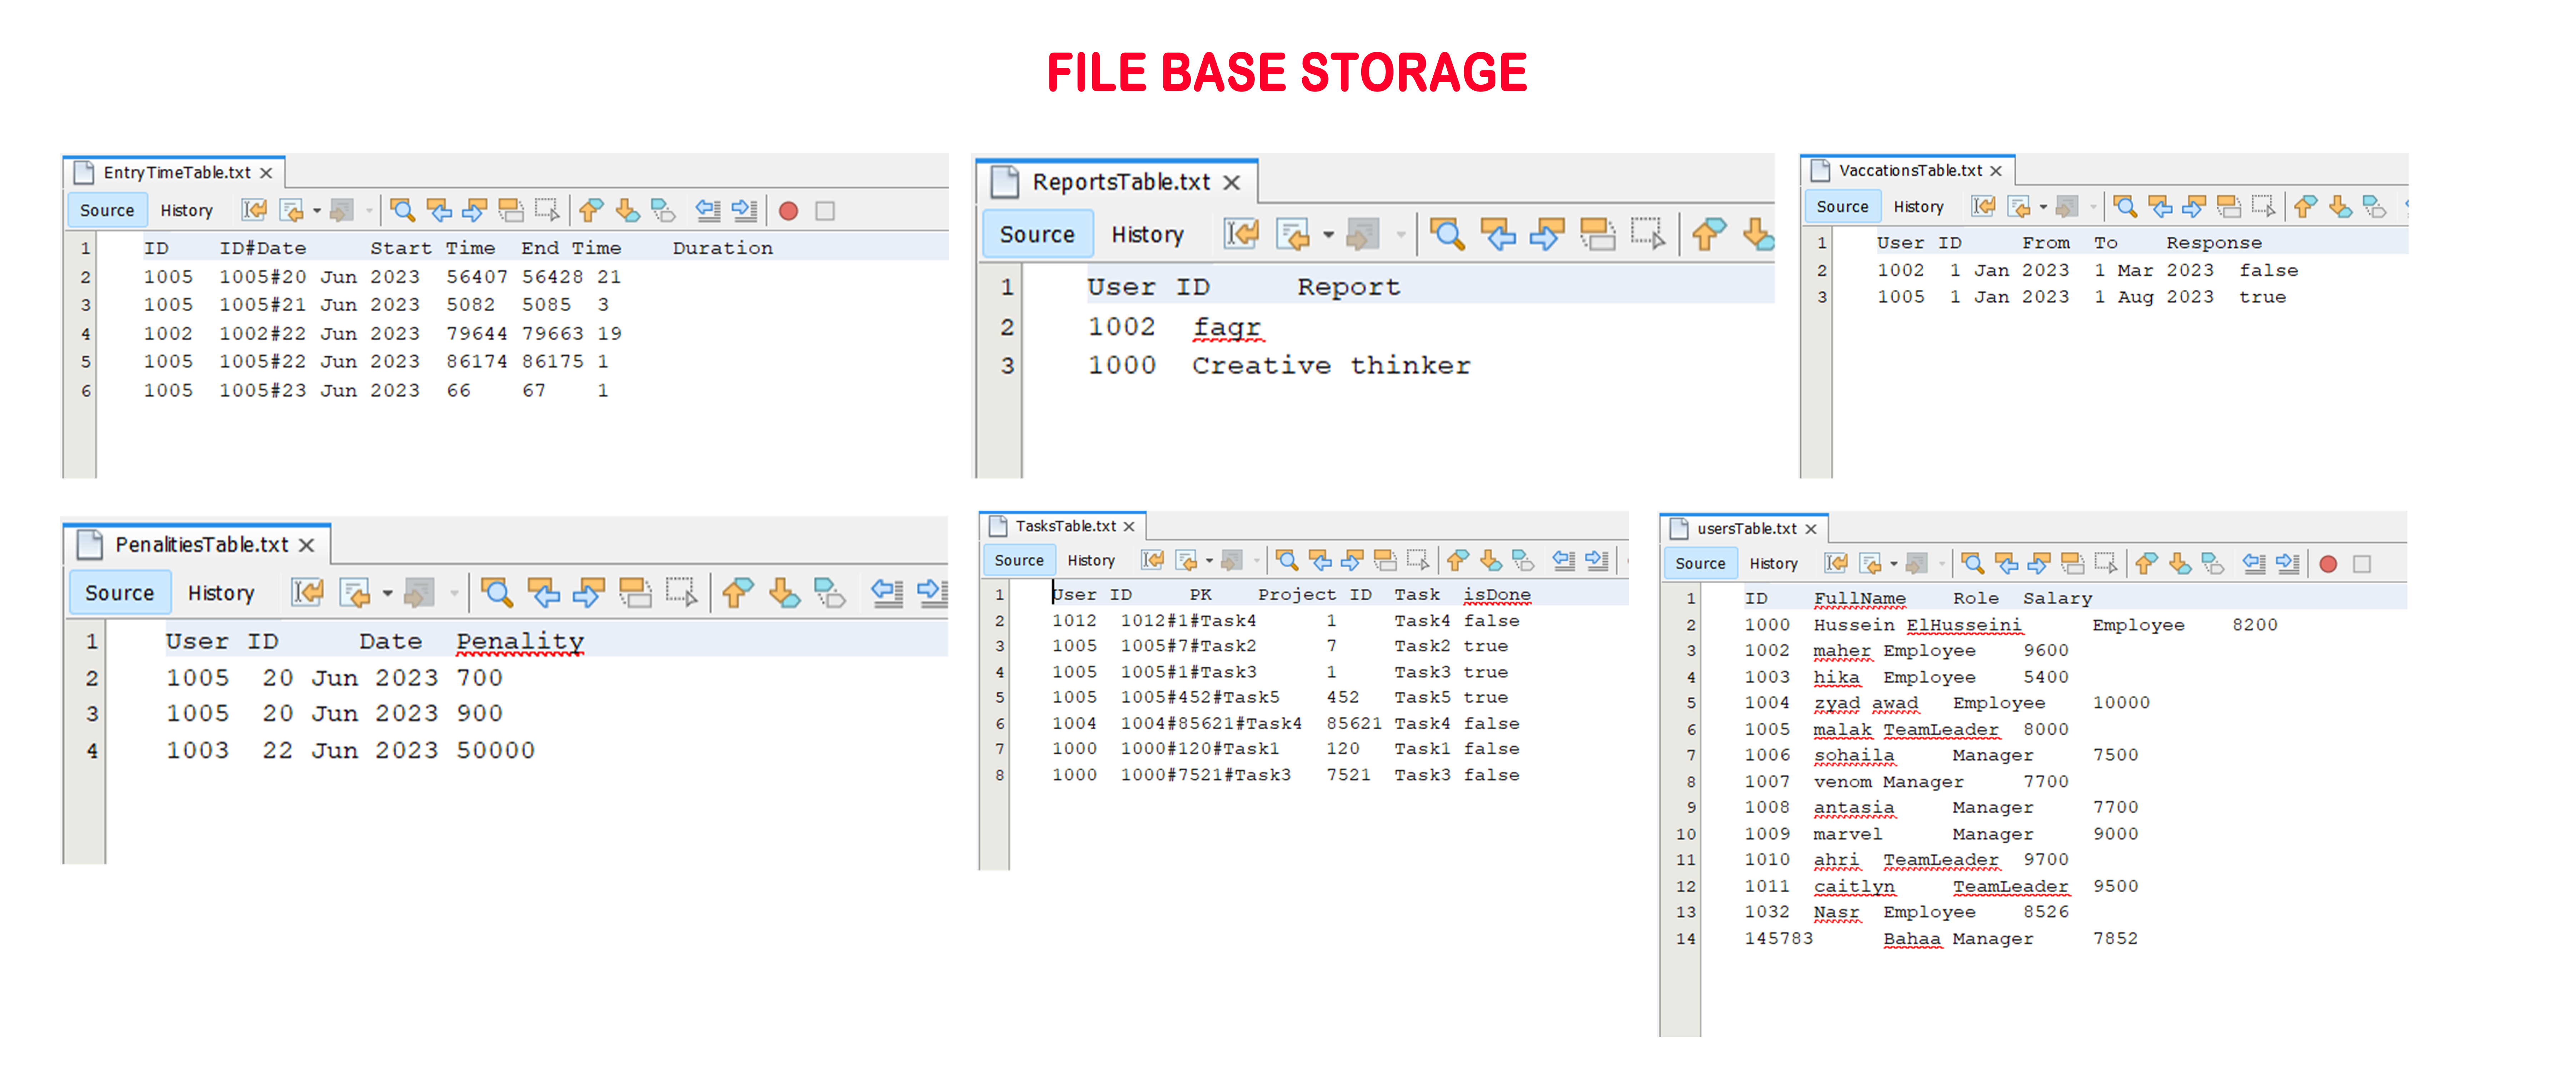 FILE BASE STORAGE
EntryTimeTable.txt
Source History
1 ID ID#Date Start Time End Time Duration
2 1005 1005#20 Jun 2023 56407 56428 21
3 1005 1005#21 Jun 2023 5082 5085 3
4 1002 1002#22 Jun 2023 79644 79663 19
5 1005 1005#22 Jun 2023 86174 86175 1
6 1005 1005#23 Jun 2023 66 67 1
ReportsTable.txt
Source History
1 User ID Report
2 1002 fagr
3 1000 Creative thinker
VaccationsTable.txt
Source History
1 User ID From To Response
2 1002 1 Jan 2023 1 Mar 2023 false
3 1005 1 Jan 2023 1 Aug 2023 true
PenalitiesTable.txt
Source History
1 User ID Date Penality
2 1005 20 Jun 2023 700
3 1005 20 Jun 2023 900
4 1003 22 Jun 2023 50000
TasksTable.txt
Source History
1 User ID PK Project ID Task isDone
2 1012 1012#1#Task4 1 Task4 false
3 1005 1005#7#Task2 7 Task2 true
4 1005 1005#1#Task3 1 Task3 true
5 1005 1005#452#Task5 452 Task5 true
6 1004 1004#85621#Task4 85621 Task4 false
7 1000 1000#120#Task1 120 Task1 false
8 1000 1000#7521#Task3 7521 Task3 false
usersTable.txt
Source History
1 ID FullName Role Salary
2 1000 Hussein ElHusseini Employee 8200
3 1002 maher Employee 9600
4 1003 hika Employee 5400
5 1004 zyad awad Employee 10000
6 1005 malak TeamLeader 8000
7 1006 sohaila Manager 7500
8 1007 venom Manager 7700
9 1008 antasia Manager 7700
10 1009 marvel Manager 9000
11 1010 ahri TeamLeader 9700
12 1011 caitlyn TeamLeader 9500
13 1032 Nasr Employee 8526
14 145783 Bahaa Manager 7852